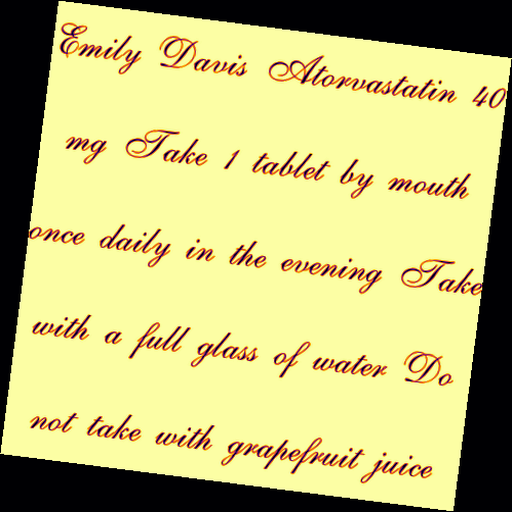 Emily Davis Atorvastatin 40
mg Take 1 tablet by mouth
once daily in the evening Take
with a full glass of water Do
not take with grapefruit juice